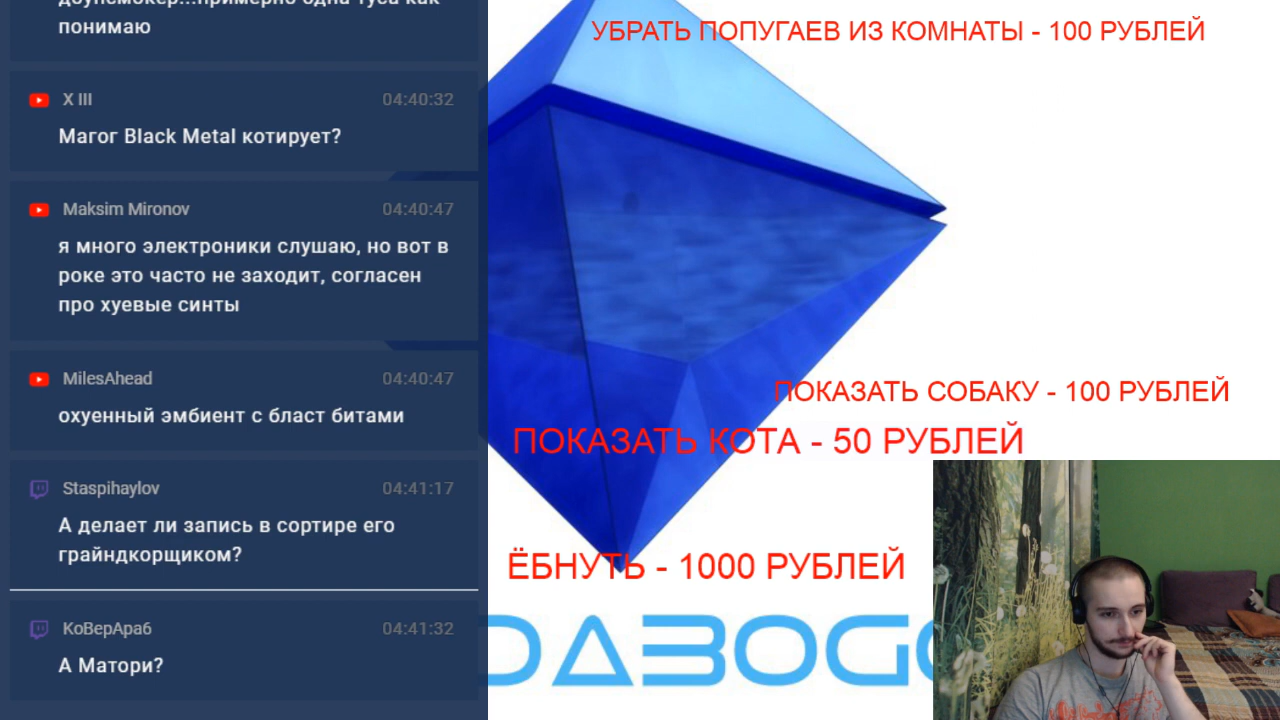 понимаю
X III 04:40:32
Магог Black Metal котирует?
Maksim Mironov 04:40:47
я много электроники слушаю, но вот в
роке это часто не заходит, согласен
про хуевые синты
MilesAhead 04:40:47
охуенный эмбиент с бласт битами
Staspihaylov 04:41:17
А делает ли запись в сортире его
грайндкорщиком?
КоВерАра6 04:41:32
А Матори?
УБРАТЬ ПОПУГАЕВ ИЗ КОМНАТЫ - 100 РУБЛЕЙ
ПОКАЗАТЬ СОБАКУ - 100 РУБЛЕЙ
ПОКАЗАТЬ КОТА - 50 РУБЛЕЙ
ЁБНУТЬ - 1000 РУБЛЕЙ